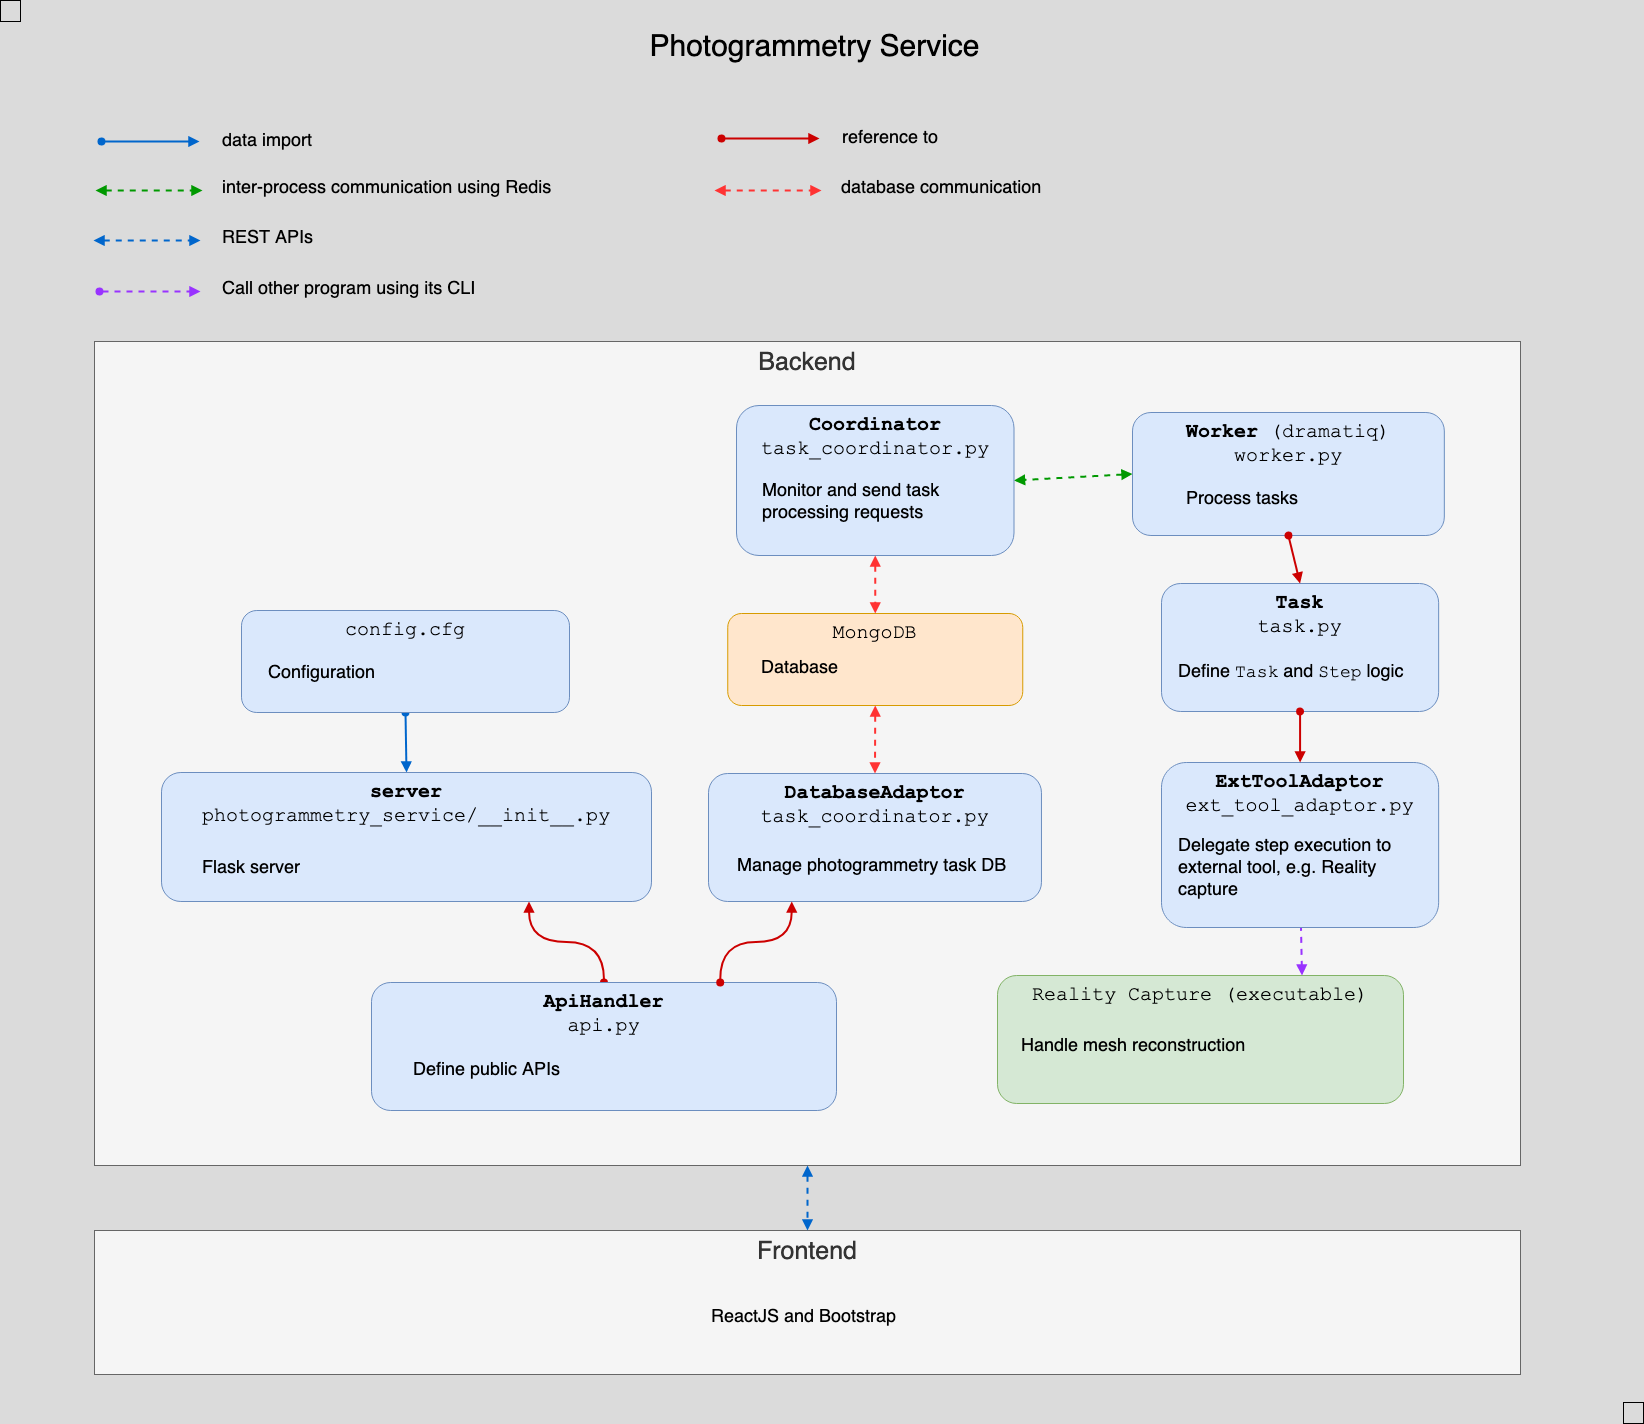 Photogrammetry Service
data import
reference to
inter-process communication using Redis
database communication
REST APIs
Call other program using its CLI
Backend
Coordinator
task_coordinator.py
Monitor and send task
processing requests
Worker (dramatiq)
worker.py
Process tasks
config.cfg
Configuration
MongoDB
Database
Task
task.py
Define Task and Step logic
server
photogrammetry_service/__init__.py
Flask server
DatabaseAdaptor
task_coordinator.py
Manage photogrammetry task DB
ExtToolAdaptor
ext_tool_adaptor.py
Delegate step execution to
external tool, e.g. Reality
capture
ApiHandler
api.py
Define public APIs
Reality Capture (executable)
Handle mesh reconstruction
Frontend
ReactJS and Bootstrap